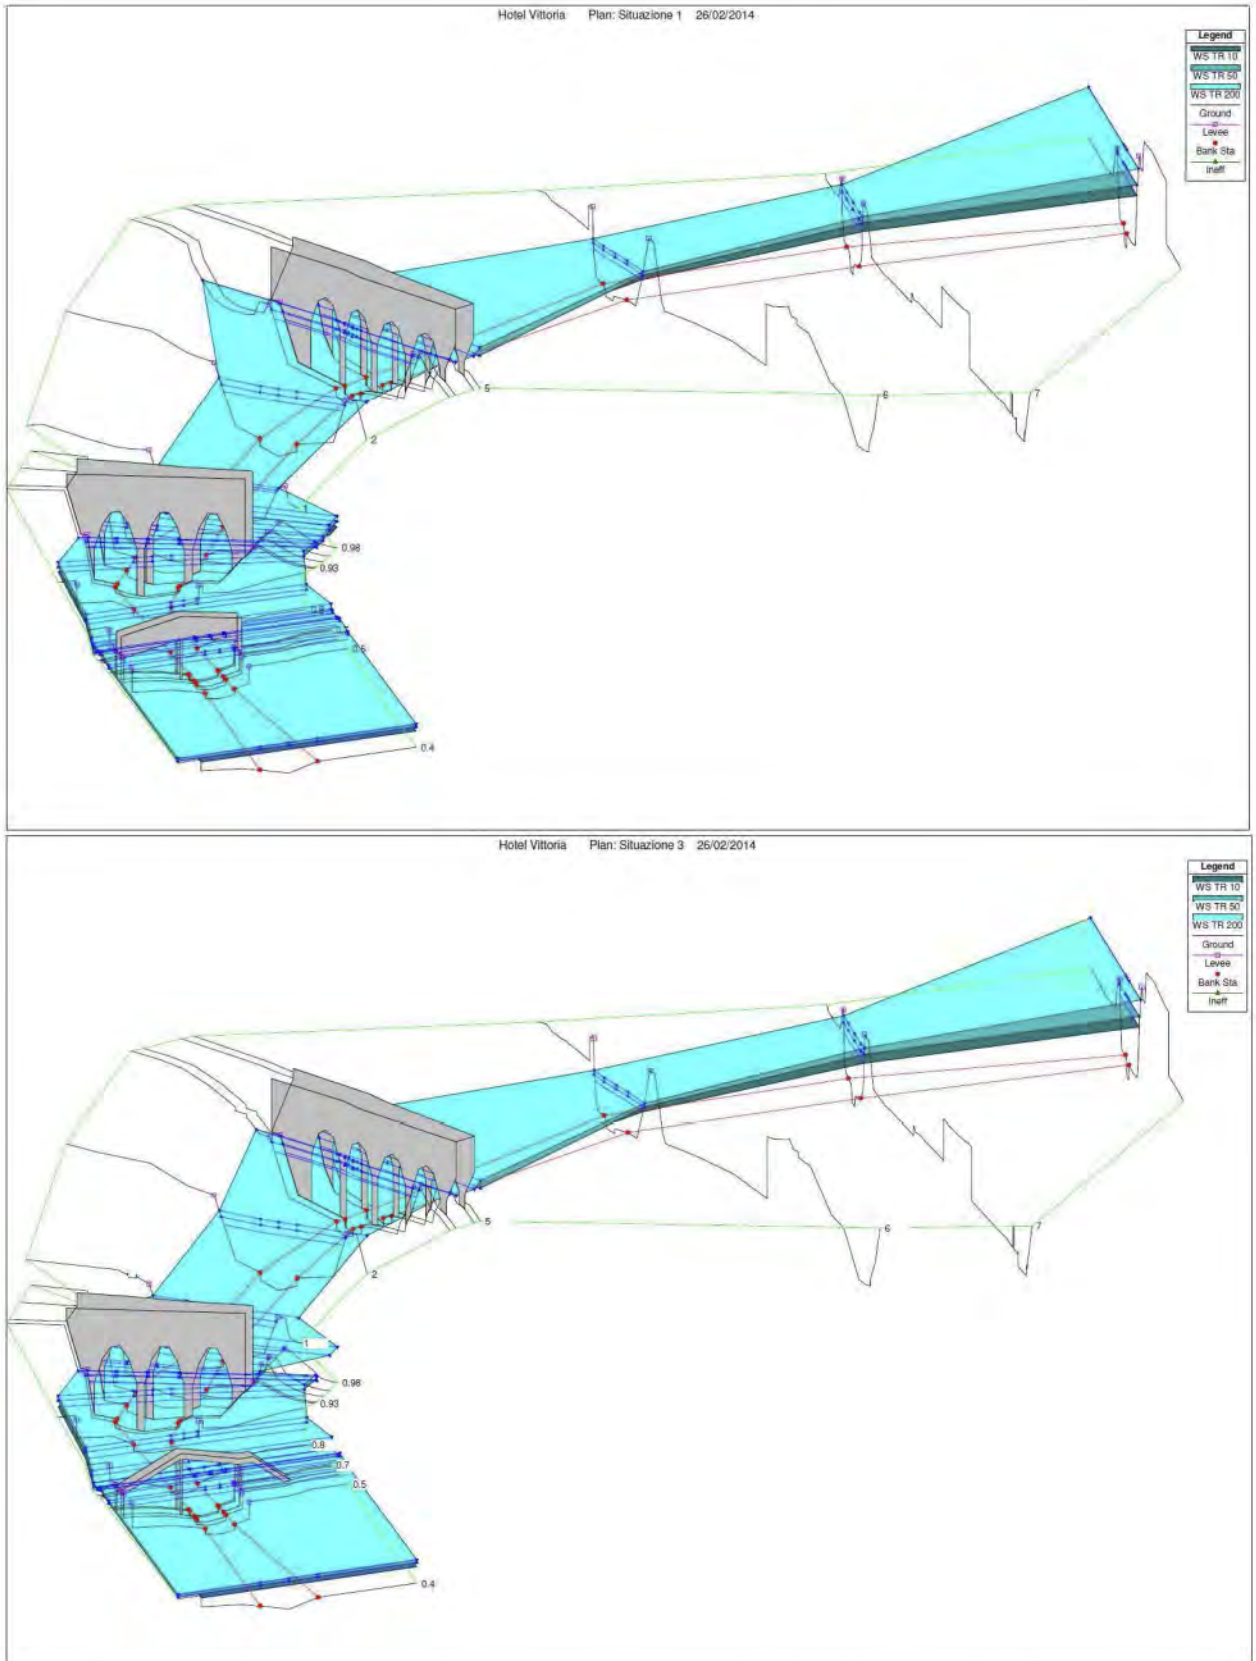 Hotel Vittoria Plan: Situazione 1 26/02/2014
Legend
WS TR 10
WS TR 50
WS TR 200
Ground
Levee
Bank Sta
Ineff
7
6
5
2
1
0.98
0.93
0.8
0.5
0.4
Hotel Vittoria Plan: Situazione 3 26/02/2014
Legend
WS TR 10
WS TR 50
WS TR 200
Ground
Levee
Bank Sta
Ineff
7
6
5
2
1
0.98
0.93
0.8
0.7
0.5
0.4